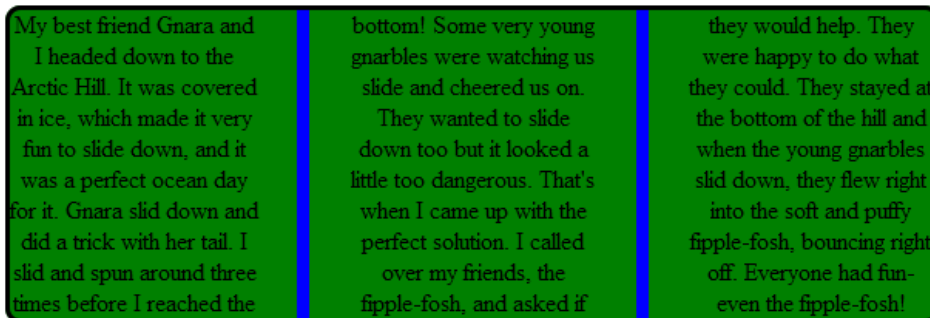 My best friend Gnara and
I headed down to the
Arctic Hill. It was covered
in ice, which made it very
fun to slide down, and it
was a perfect ocean day
for it. Gnara slid down and
did a trick with her tail. I
slid and spun around three
times before I reached the
bottom! Some very young
gnarbles were watching us
slide and cheered us on.
They wanted to slide
down too but it looked a
little too dangerous. That's
when I came up with the
perfect solution. I called
over my friends, the
fipple-fosh, and asked if
they would help. They
were happy to do what
they could. They stayed at
the bottom of the hill and
when the young gnarbles
slid down, they flew right
into the soft and puffy
fipple-fosh, bouncing right
off. Everyone had fun-
even the fipple-fosh!